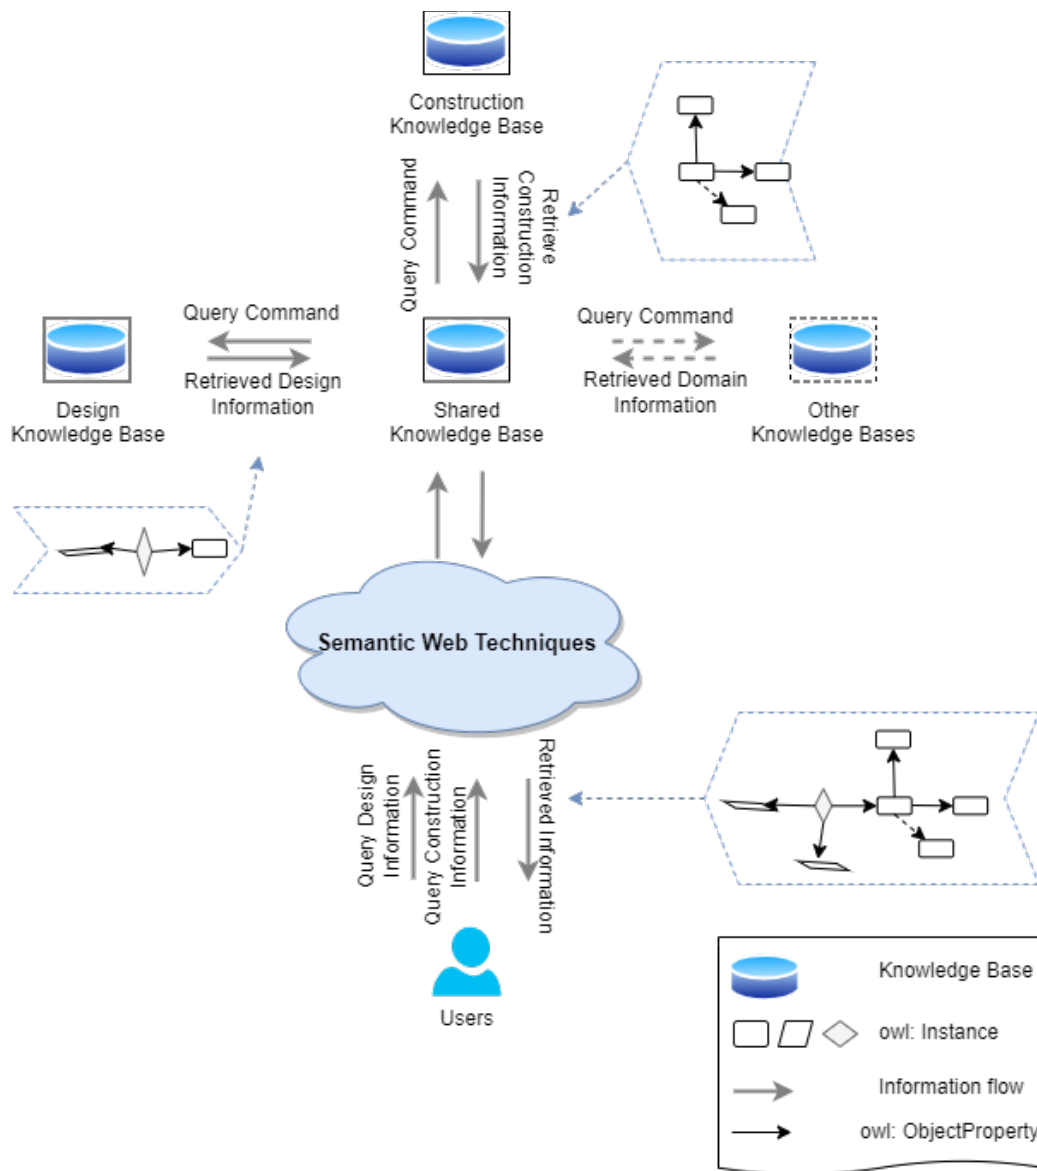 Construction
Knowledge Base
Query Command
Retrieve
Construction
Information
Query Command
Retrieved Design
Information
Query Command
Retrieved Domain
Information
Design
Knowledge Base
Shared
Knowledge Base
Other
Knowledge Bases
Semantic Web Techniques
Query Design
Information
Query Construction
Information
Retrieved Information
Users
Knowledge Base
owl: Instance
Information flow
owl: ObjectProperty